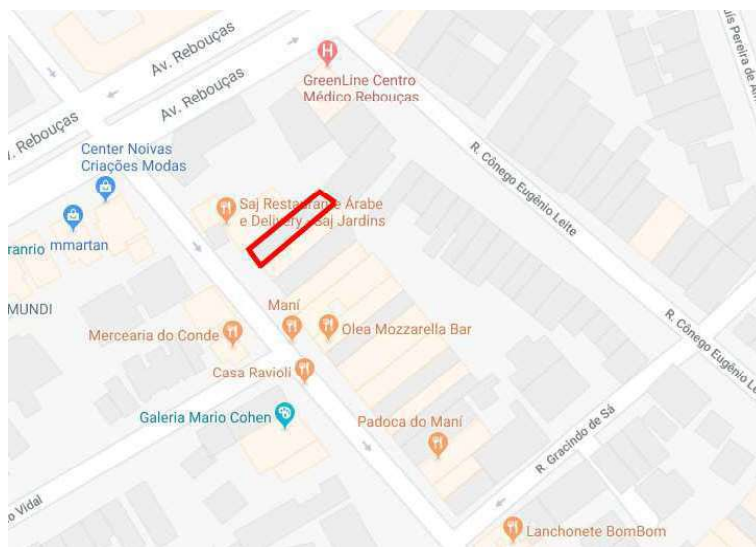 Av. Rebouças
Av. Rebouças
Rebouças
GreenLine Centro
Médico Rebouças
Center Noivas
Criações Modas
Saj Restaurante Árabe
e Delivery - Saj Jardins
mmartan
ranrio
MUNDI
R. Cônego Eugênio Leite
Maní
Mercearia do Conde
Olea Mozzarella Bar
Casa Ravioli
R. Cônego Eugênio Le
Galeria Mario Cohen
Padoca do Maní
R. Gracindo de Sá
o Vidal
Lanchonete BomBom